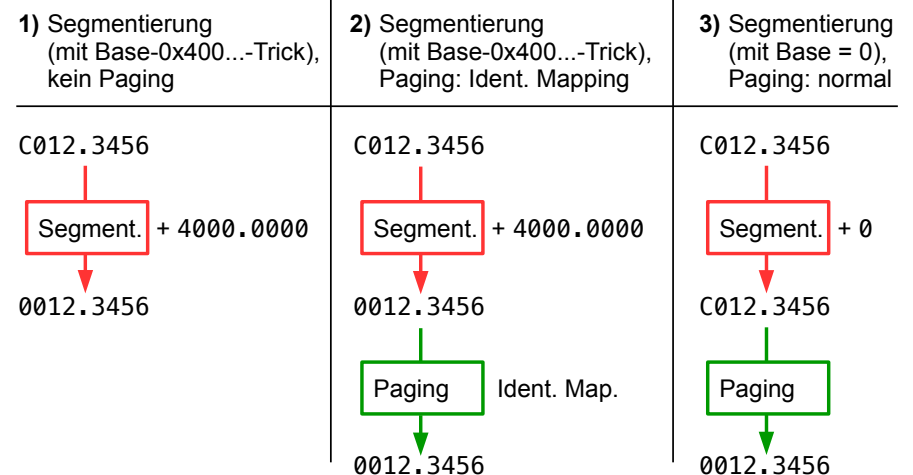 1) Segmentierung
(mit Base-0x400...-Trick),
kein Paging
2) Segmentierung
(mit Base-0x400...-Trick),
Paging: Ident. Mapping
3) Segmentierung
(mit Base = 0),
Paging: normal
C012.3456
Segment. + 4000.0000
0012.3456
C012.3456
Segment. + 4000.0000
0012.3456
Paging Ident. Map.
0012.3456
C012.3456
Segment. + 0
C012.3456
Paging
0012.3456